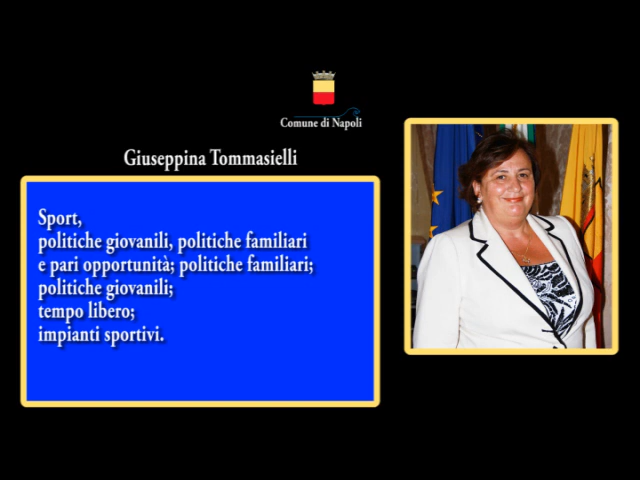 Comune di Napoli
Giuseppina Tommasielli
Sport,
politiche giovanili, politiche familiari
e pari opportunità; politiche familiari;
politiche giovanili;
tempo libero;
impianti sportivi.